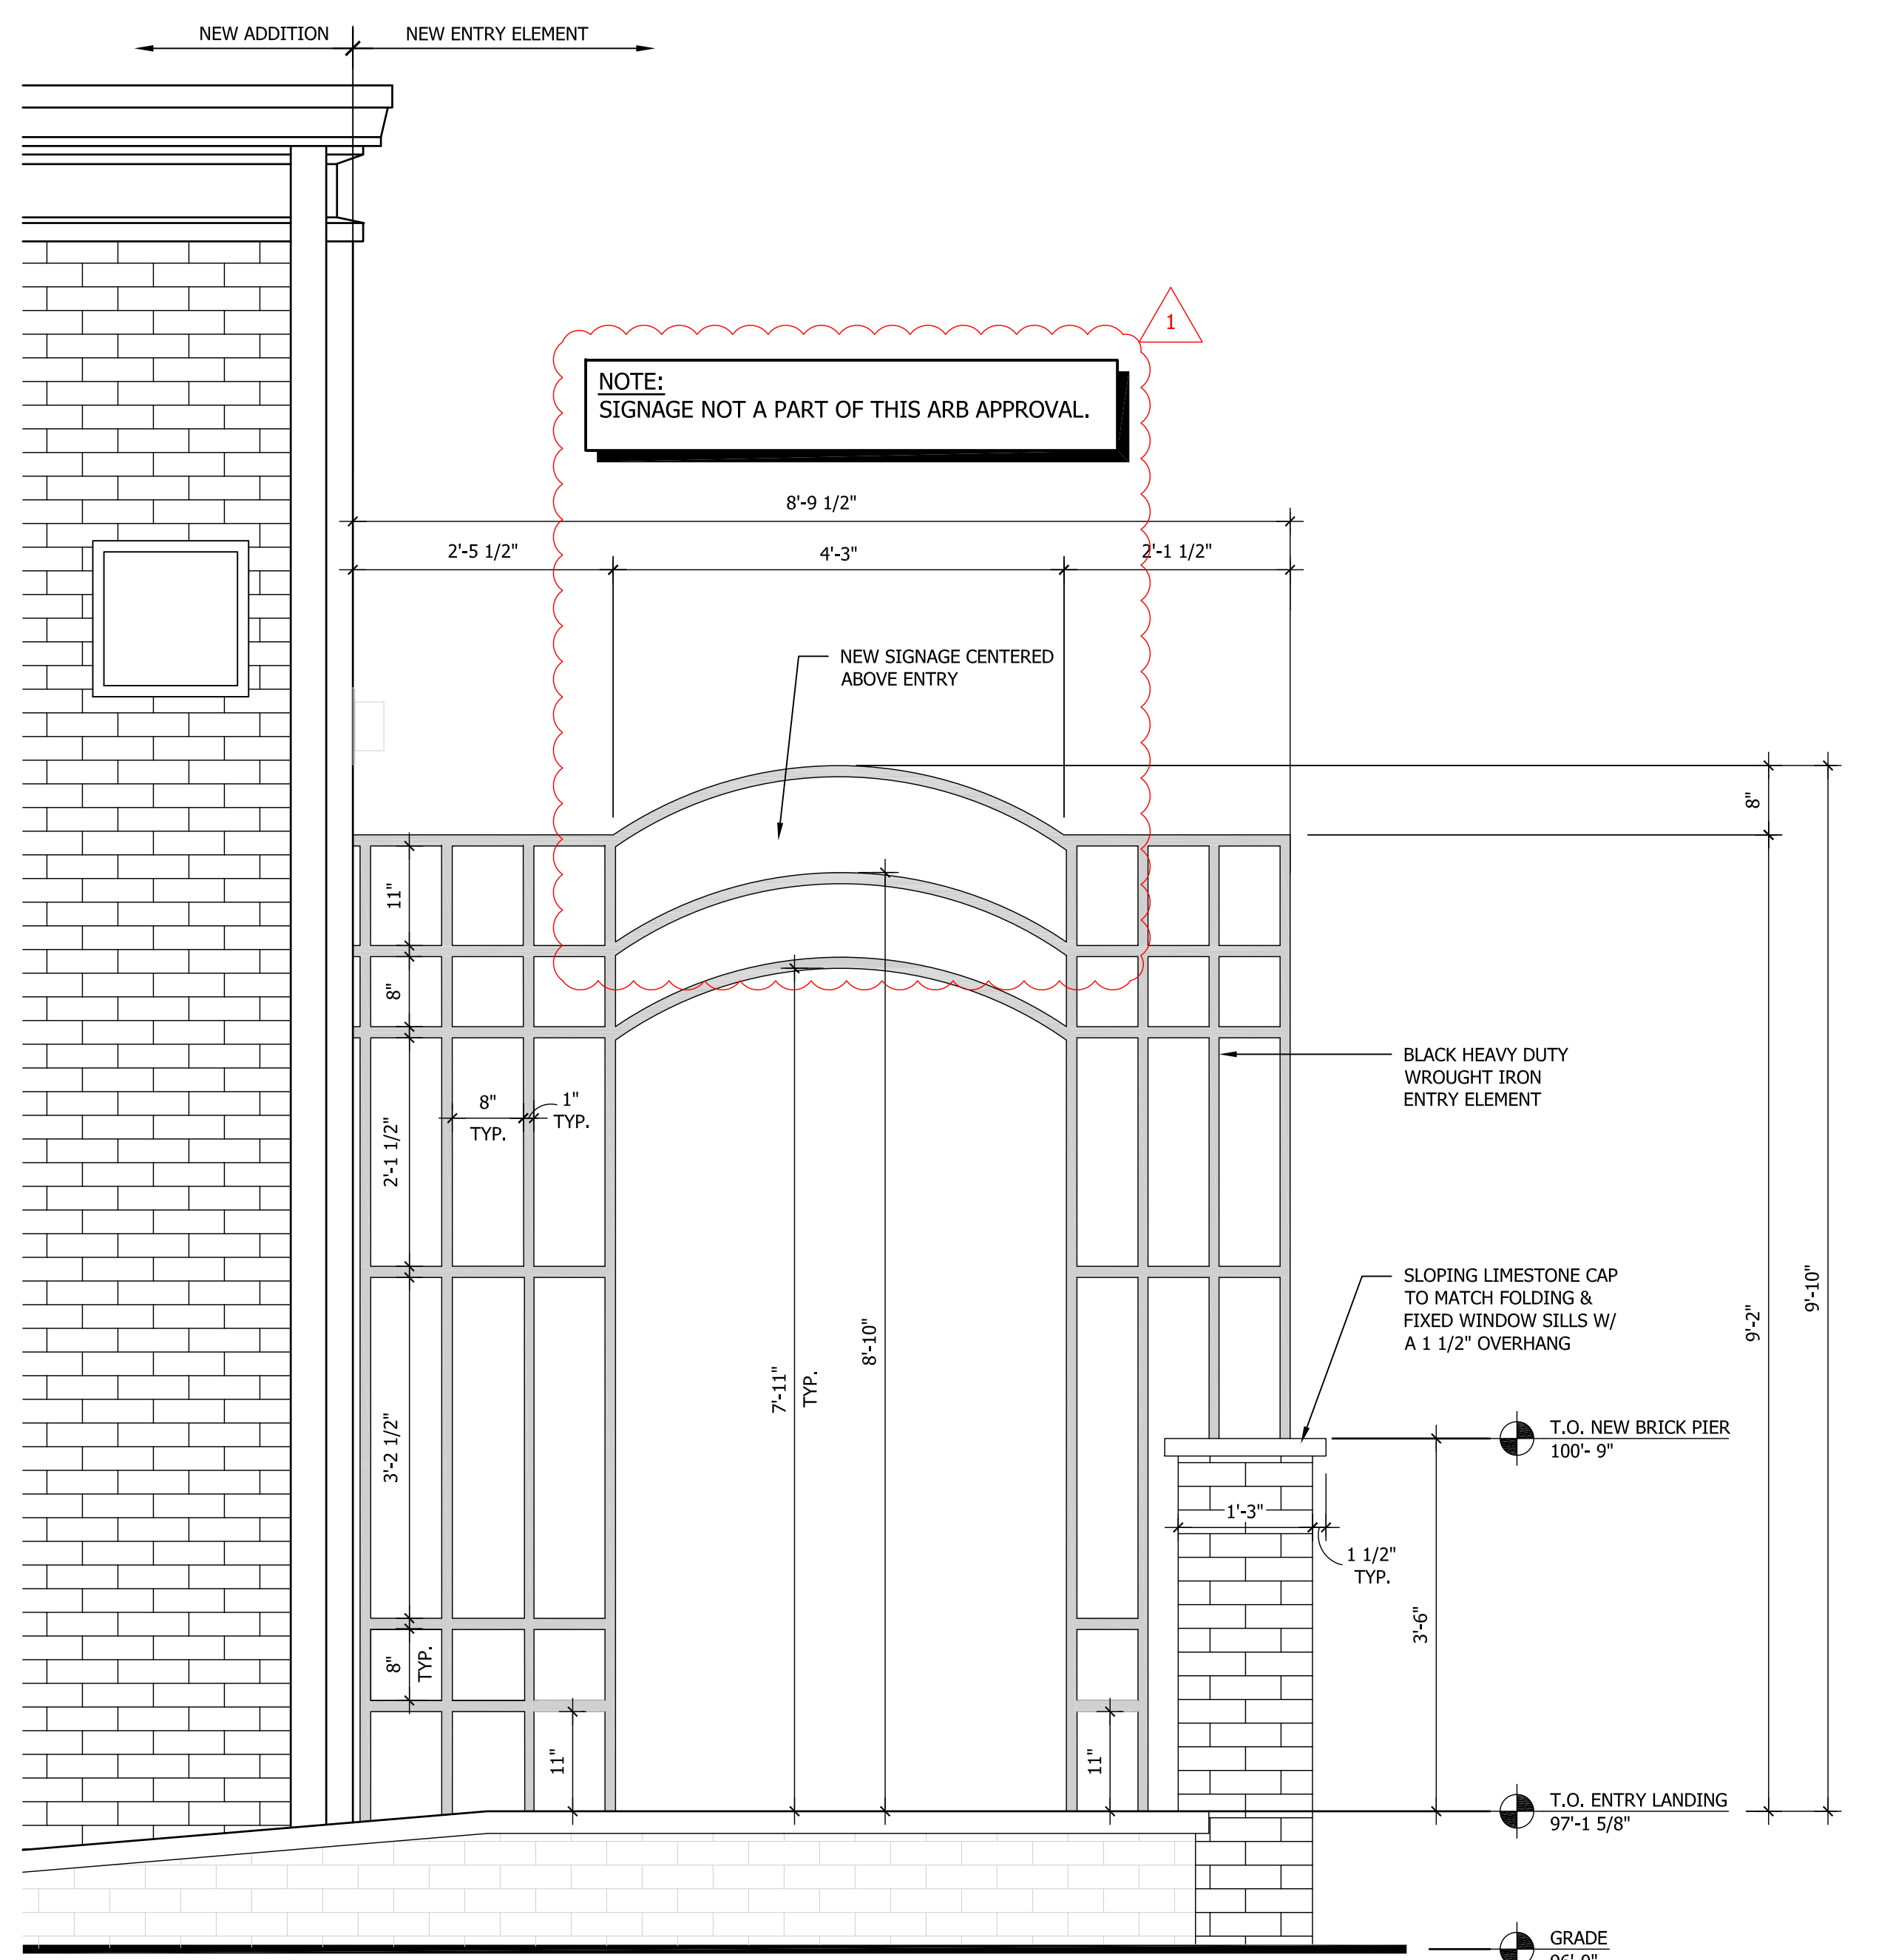 NEW ADDITION
NEW ENTRY ELEMENT
1
NOTE:
SIGNAGE NOT A PART OF THIS ARB APPROVAL.
8'-9 1/2"
2'-5 1/2"
4'-3"
2'-1 1/2"
NEW SIGNAGE CENTERED
ABOVE ENTRY
8"
11"
8"
8"
TYP.
1"
TYP.
2'-1 1/2"
BLACK HEAVY DUTY
WROUGHT IRON
ENTRY ELEMENT
SLOPING LIMESTONE CAP
TO MATCH FOLDING &
FIXED WINDOW SILLS W/
A 1 1/2" OVERHANG
9'-10"
9'-2"
8'-10"
7'-11"
TYP.
3'-2 1/2"
T.O. NEW BRICK PIER
100'- 9"
1'-3"
1 1/2"
TYP.
3'-6"
8"
TYP.
11"
11"
T.O. ENTRY LANDING
97'-1 5/8"
GRADE
96'-0"